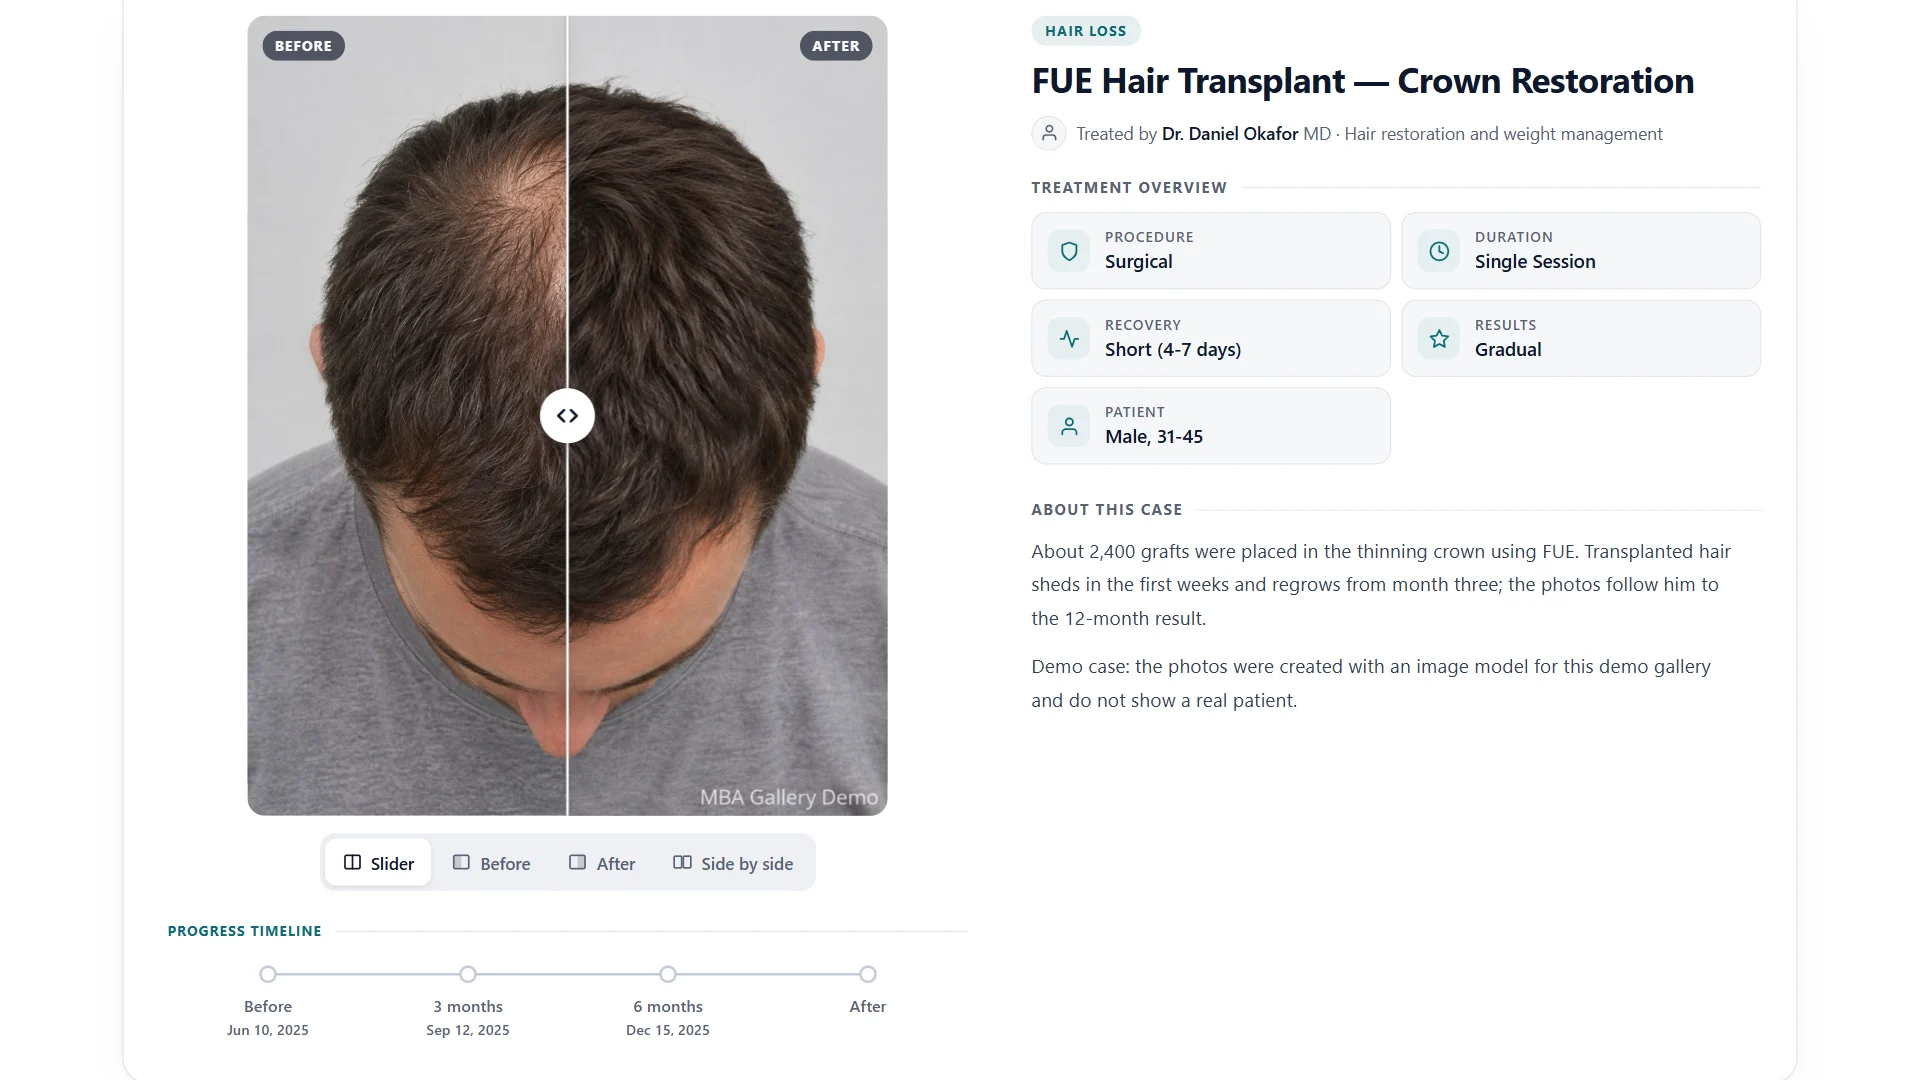 BEFORE
AFTER
MBA Gallery Demo
Slider
Before
After
Side by side
PROGRESS TIMELINE
Before
Jun 10, 2025
3 months
Sep 12, 2025
6 months
Dec 15, 2025
After
HAIR LOSS
FUE Hair Transplant — Crown Restoration
Treated by Dr. Daniel Okafor MD · Hair restoration and weight management
TREATMENT OVERVIEW
PROCEDURE
Surgical
DURATION
Single Session
RECOVERY
Short (4-7 days)
RESULTS
Gradual
PATIENT
Male, 31-45
ABOUT THIS CASE
About 2,400 grafts were placed in the thinning crown using FUE. Transplanted hair
sheds in the first weeks and regrows from month three; the photos follow him to
the 12-month result.
Demo case: the photos were created with an image model for this demo gallery
and do not show a real patient.